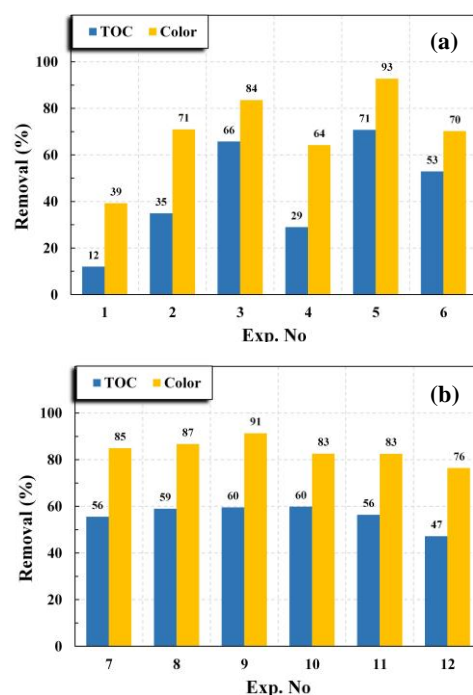 (a)
TOC Color
Removal (%)
100
80
60
40
20
0
12 39 35 71 66 84 29 64 71 93 53 70
1 2 3 4 5 6
Exp. No
(b)
TOC Color
Removal (%)
100
80
60
40
20
0
56 85 59 87 60 91 60 83 56 83 47 76
7 8 9 10 11 12
Exp. No